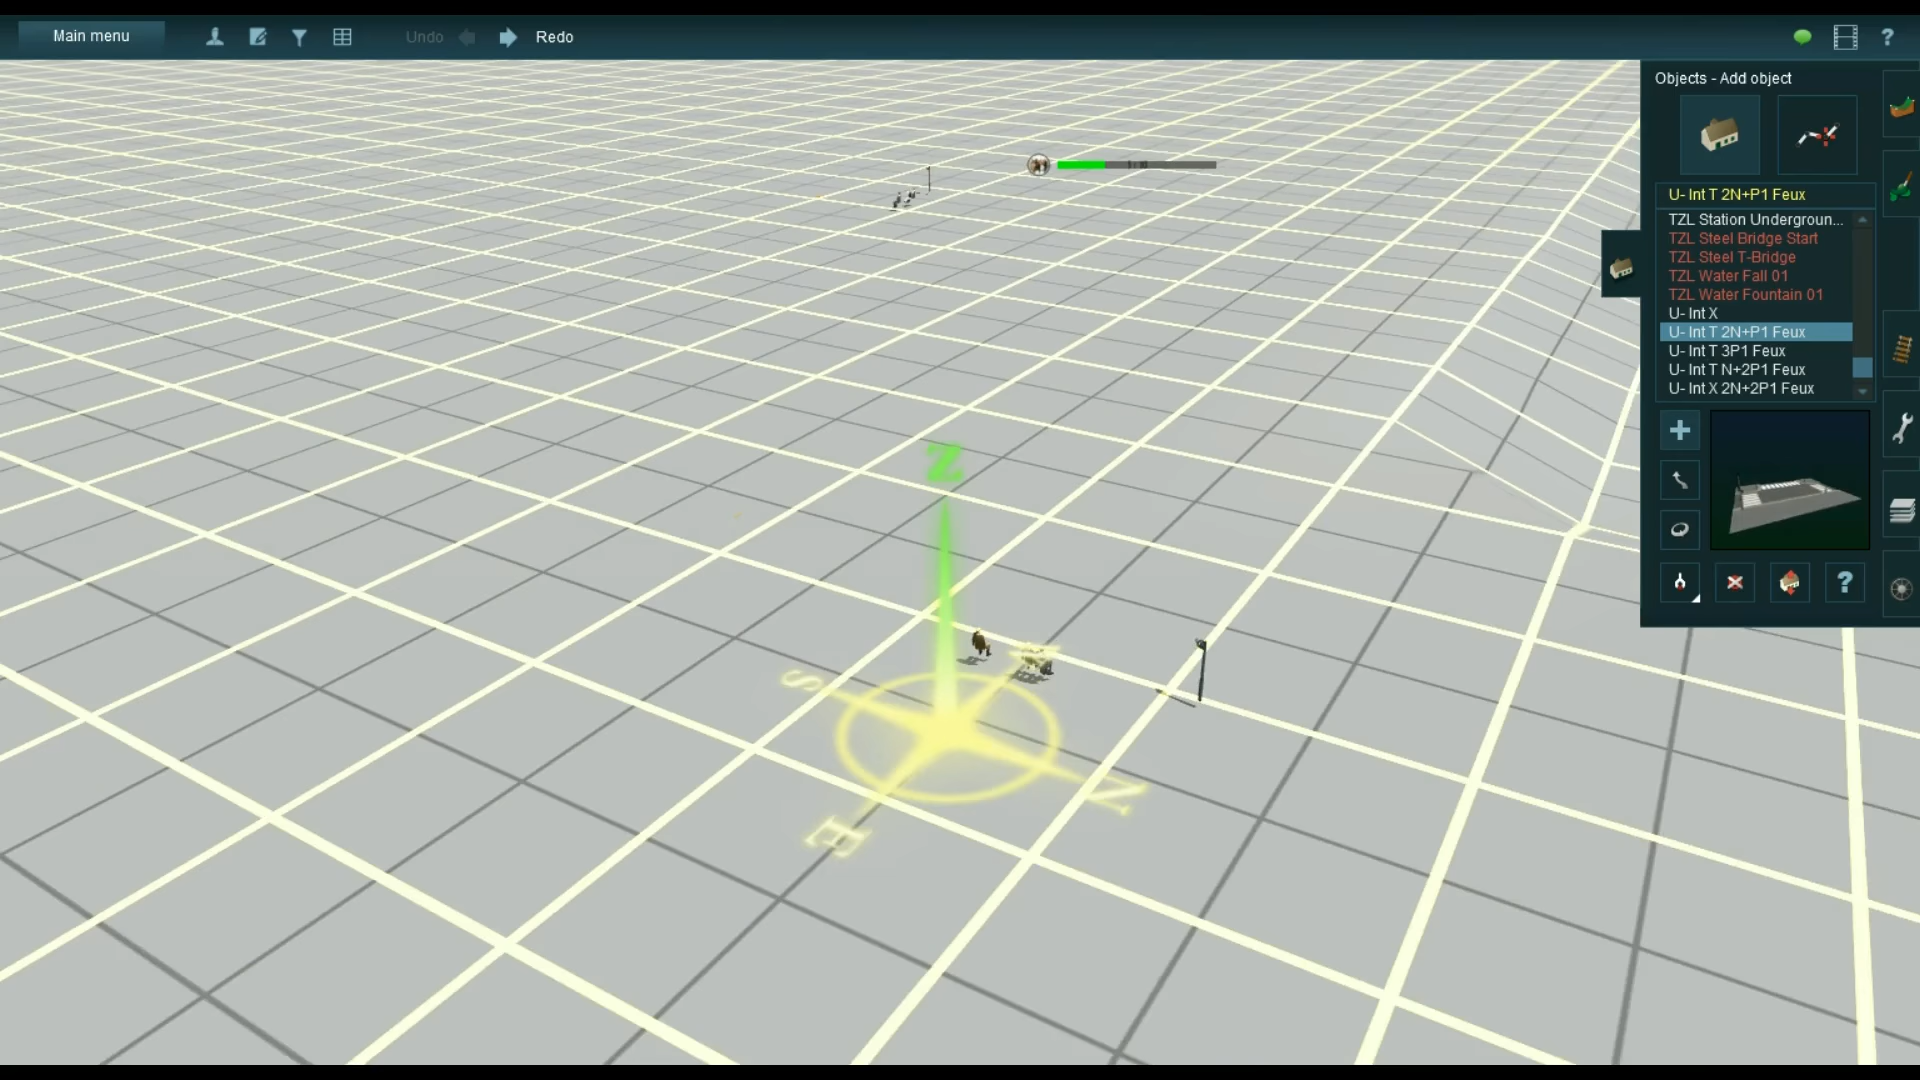 Main menu
Undo
Redo
?
Objects - Add object
U- Int T 2N+P1 Feux
TZL Station Undergroun...
TZL Steel Bridge Start
TZL Steel T-Bridge
TZL Water Fall 01
TZL Water Fountain 01
U- Int X
U- Int T 2N+P1 Feux
U- Int T 3P1 Feux
U- Int T N+2P1 Feux
U- Int X 2N+2P1 Feux
?
Z
S
N
E